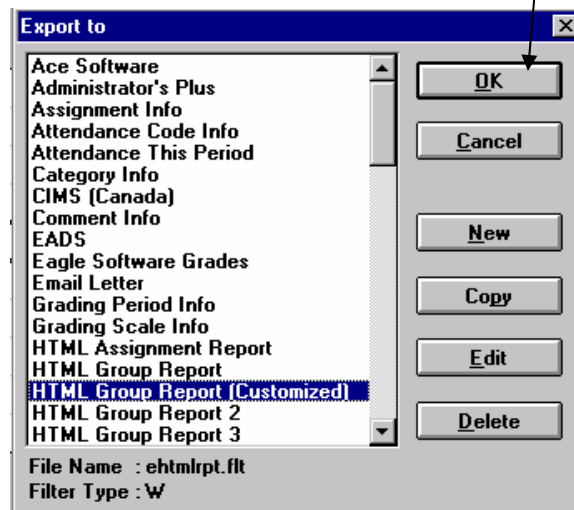 Export to
Ace Software
Administrator's Plus
Assignment Info
Attendance Code Info
Attendance This Period
Category Info
CIMS (Canada)
Comment Info
EADS
Eagle Software Grades
Email Letter
Grading Period Info
Grading Scale Info
HTML Assignment Report
HTML Group Report
HTML Group Report (Customized)
HTML Group Report 2
HTML Group Report 3
OK
Cancel
New
Copy
Edit
Delete
File Name : ehtmlrpt.flt
Filter Type : W